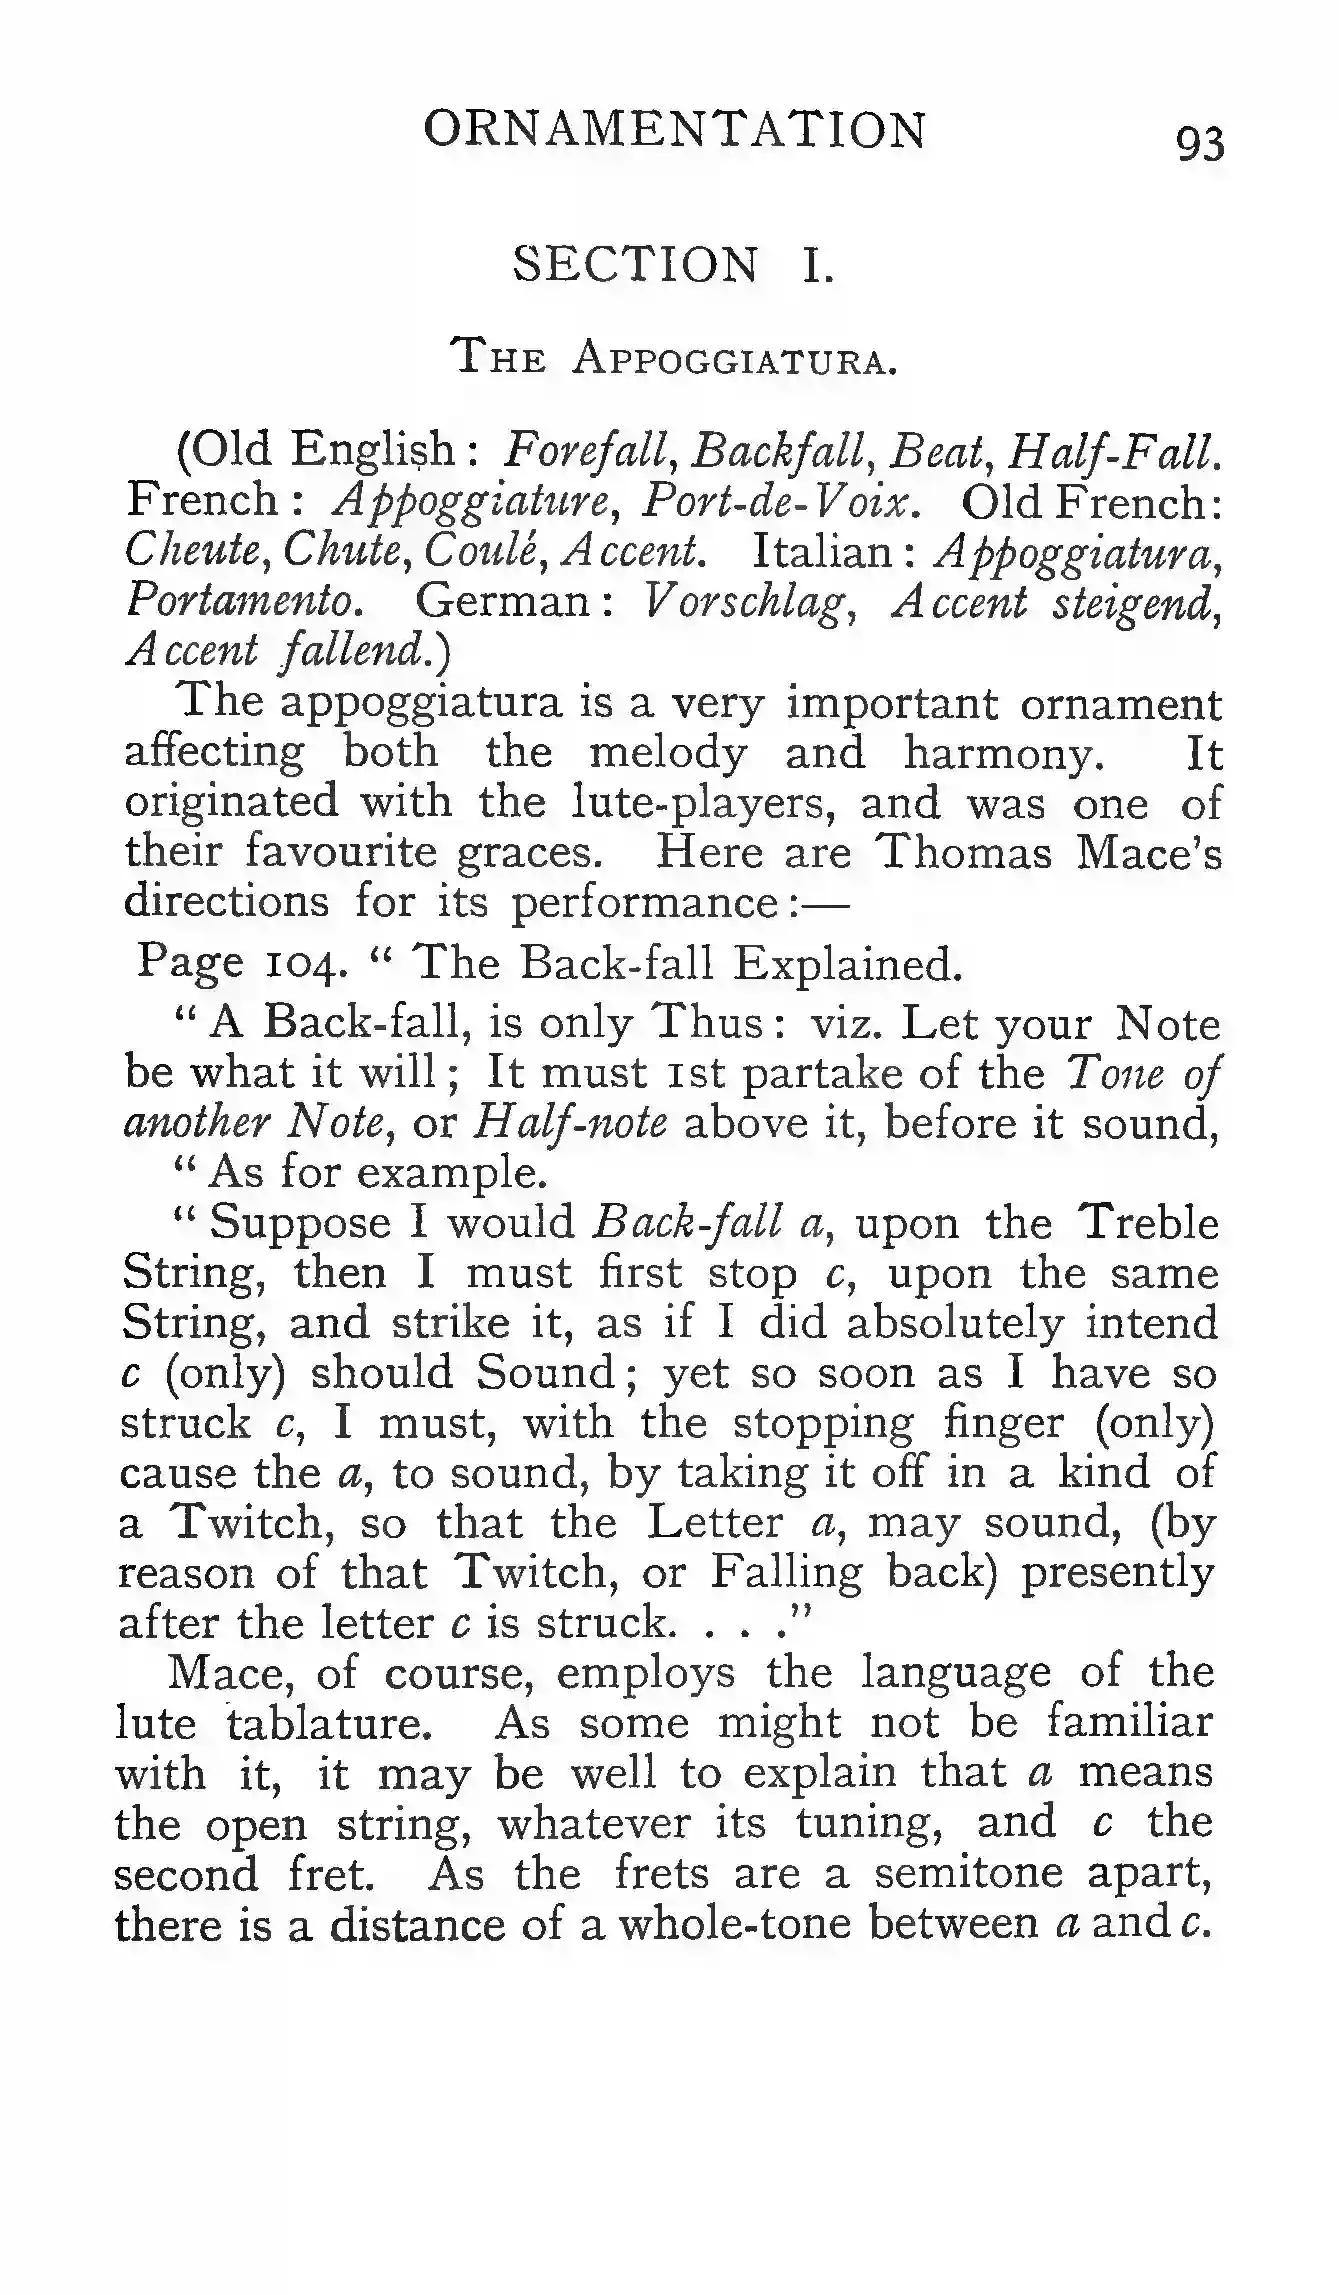 ORNAMENTATION 93
SECTION I.
THE APPOGGIATURA.
(Old English : Forefall, Backfall, Beat, Half-Fall.
French : Appoggiature, Port-de-Voix. Old French:
Cheute, Chute, Coulé, Accent. Italian : Appoggiatura,
Portamento. German : Vorschlag, Accent steigend,
Accent fallend.)
The appoggiatura is a very important ornament
affecting both the melody and harmony. It
originated with the lute-players, and was one of
their favourite graces. Here are Thomas Mace’s
directions for its performance :—
Page 104. “ The Back-fall Explained.
“ A Back-fall, is only Thus : viz. Let your Note
be what it will ; It must 1st partake of the Tone of
another Note, or Half-note above it, before it sound,
“ As for example.
“ Suppose I would Back-fall a, upon the Treble
String, then I must first stop c, upon the same
String, and strike it, as if I did absolutely intend
c (only) should Sound ; yet so soon as I have so
struck c, I must, with the stopping finger (only)
cause the a, to sound, by taking it off in a kind of
a Twitch, so that the Letter a, may sound, (by
reason of that Twitch, or Falling back) presently
after the letter c is struck. . . .”
Mace, of course, employs the language of the
lute tablature. As some might not be familiar
with it, it may be well to explain that a means
the open string, whatever its tuning, and c the
second fret. As the frets are a semitone apart,
there is a distance of a whole-tone between a and c.